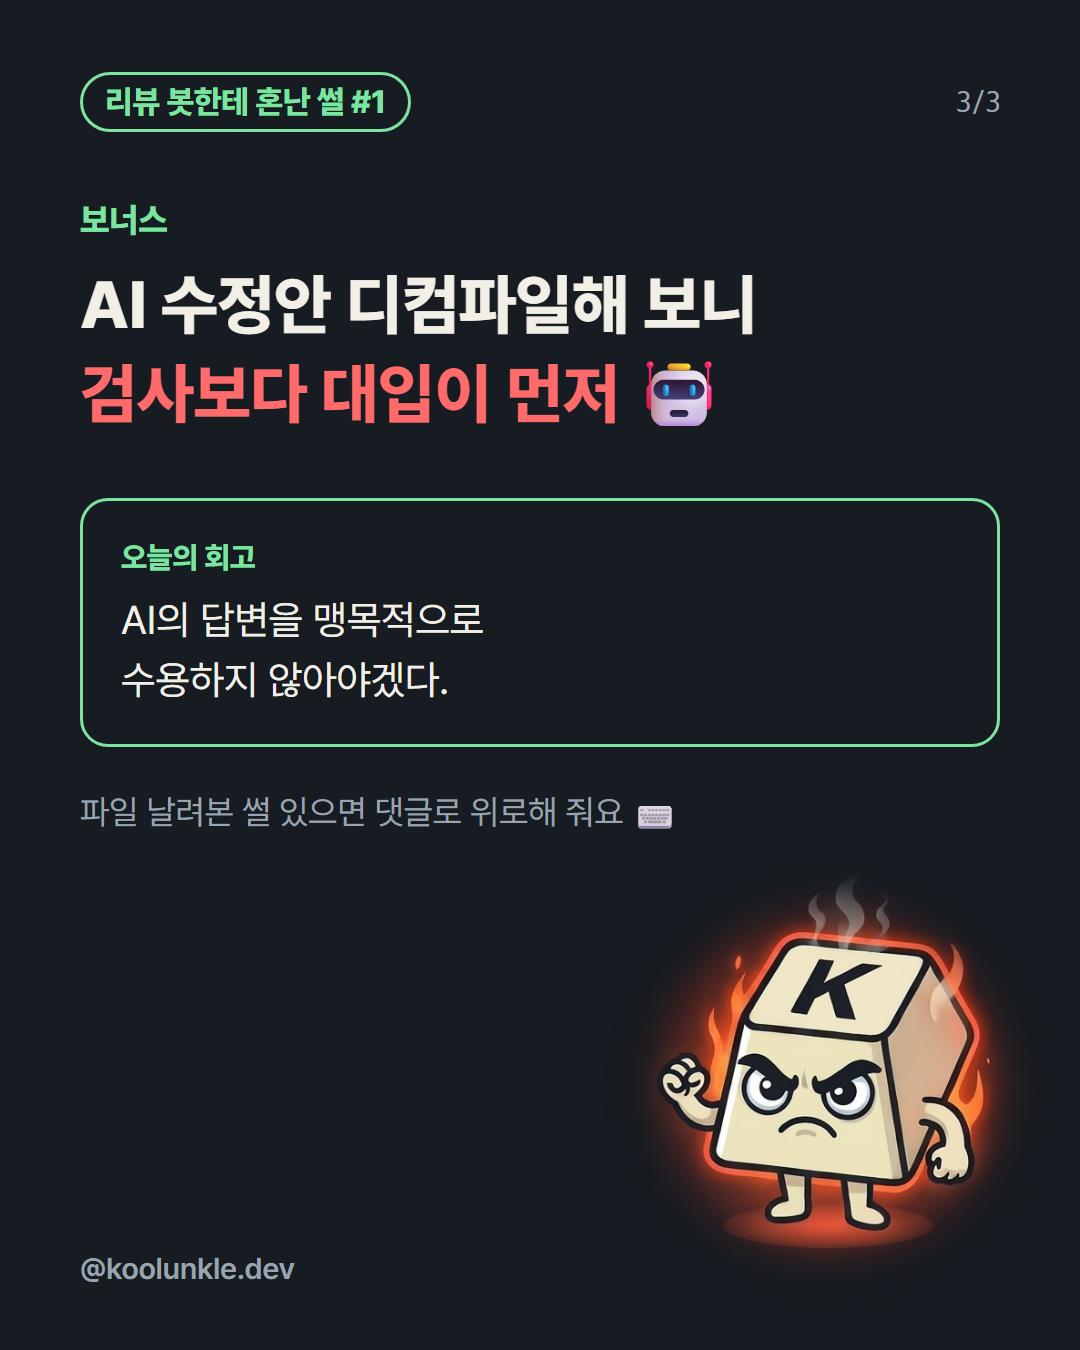 리뷰 봇한테 혼난 썰 #1
3/3
보너스
AI 수정안 디컴파일해 보니
검사보다 대입이 먼저
오늘의 회고
AI의 답변을 맹목적으로
수용하지 않아야겠다.
파일 날려본 썰 있으면 댓글로 위로해 줘요
K
@koolunkle.dev